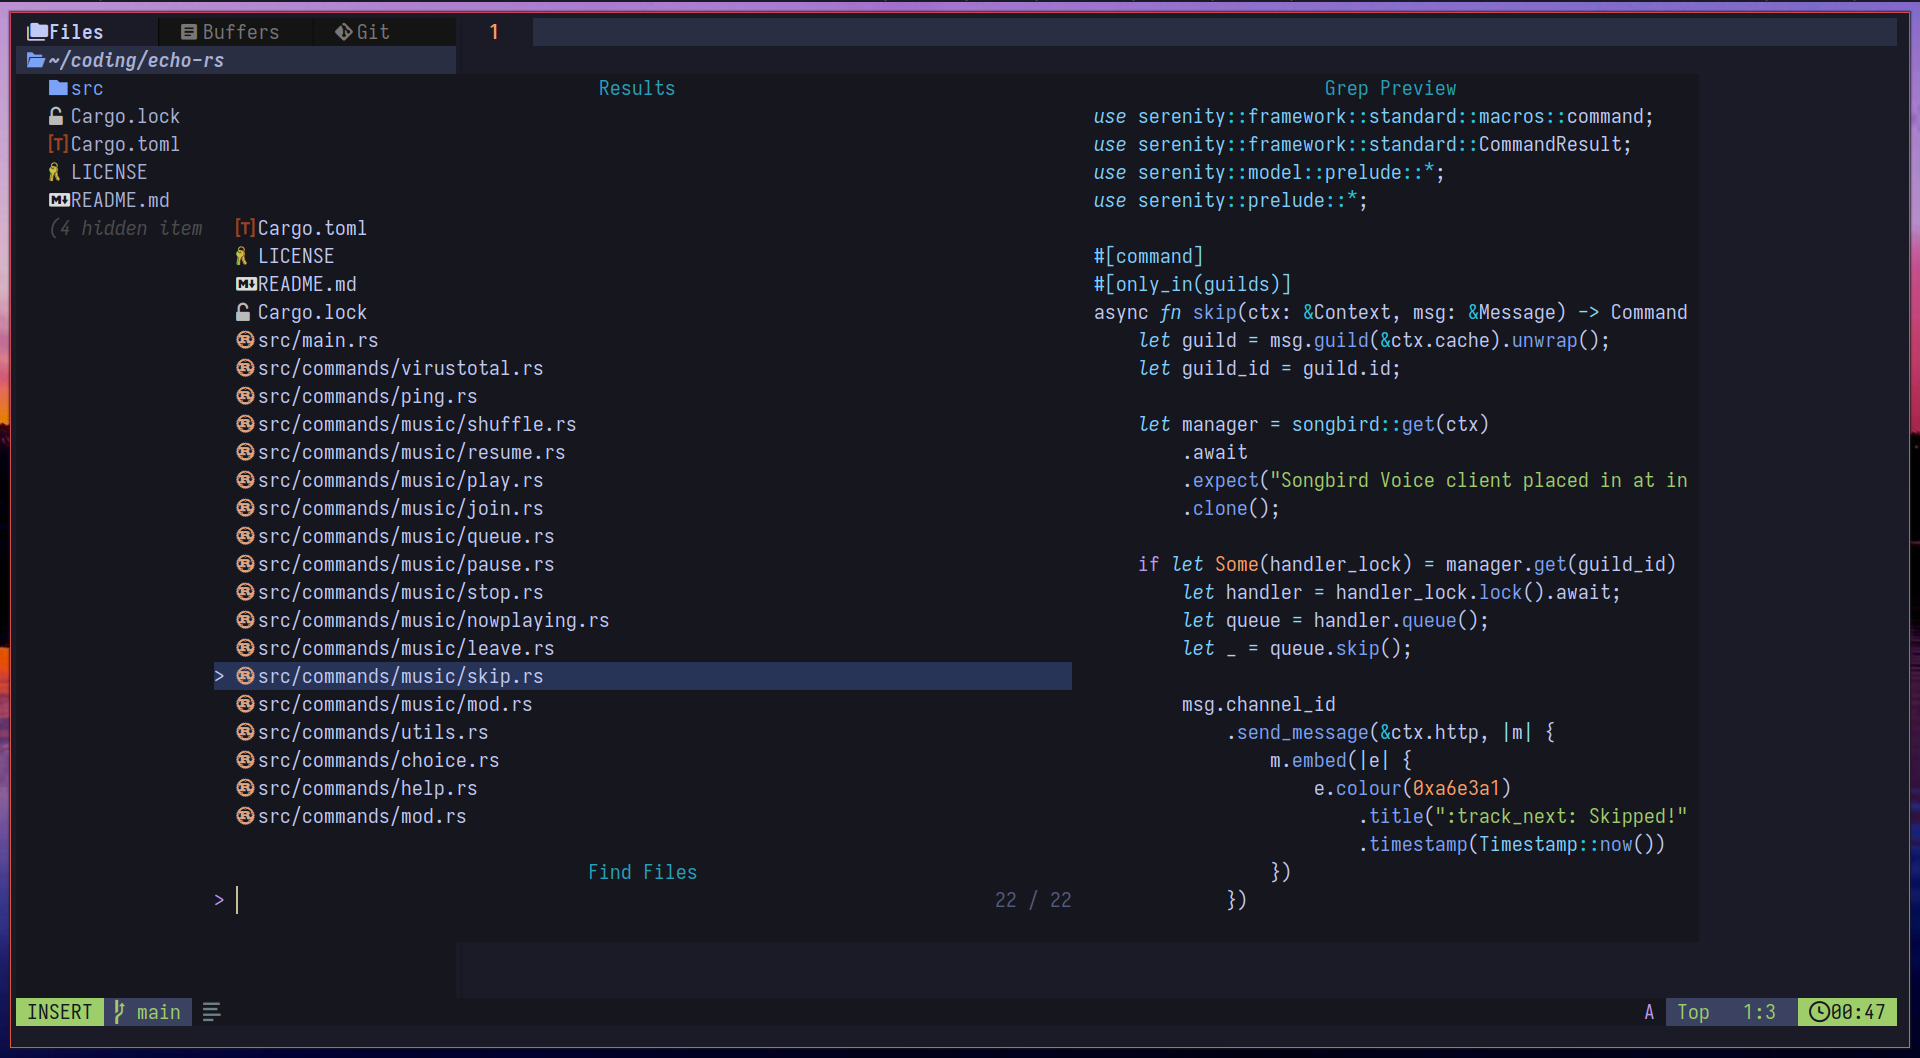 Files Buffers Git
~/coding/echo-rs
src
Cargo.lock
[T] Cargo.toml
LICENSE
M↓ README.md
(4 hidden item
1
Results
[T] Cargo.toml
LICENSE
M↓ README.md
Cargo.lock
src/main.rs
src/commands/virustotal.rs
src/commands/ping.rs
src/commands/music/shuffle.rs
src/commands/music/resume.rs
src/commands/music/play.rs
src/commands/music/join.rs
src/commands/music/queue.rs
src/commands/music/pause.rs
src/commands/music/stop.rs
src/commands/music/nowplaying.rs
src/commands/music/leave.rs
> src/commands/music/skip.rs
src/commands/music/mod.rs
src/commands/utils.rs
src/commands/choice.rs
src/commands/help.rs
src/commands/mod.rs
Find Files
> 22 / 22
Grep Preview
use serenity::framework::standard::macros::command;
use serenity::framework::standard::CommandResult;
use serenity::model::prelude::*;
use serenity::prelude::*;
#[command]
#[only_in(guilds)]
async fn skip(ctx: &Context, msg: &Message) -> Command
let guild = msg.guild(&ctx.cache).unwrap();
let guild_id = guild.id;
let manager = songbird::get(ctx)
.await
.expect("Songbird Voice client placed in at in
.clone();
if let Some(handler_lock) = manager.get(guild_id)
let handler = handler_lock.lock().await;
let queue = handler.queue();
let _ = queue.skip();
msg.channel_id
.send_message(&ctx.http, |m| {
m.embed(|e| {
e.colour(0xa6e3a1)
.title(":track_next: Skipped!"
.timestamp(Timestamp::now())
})
})
INSERT main A Top 1:3 00:47